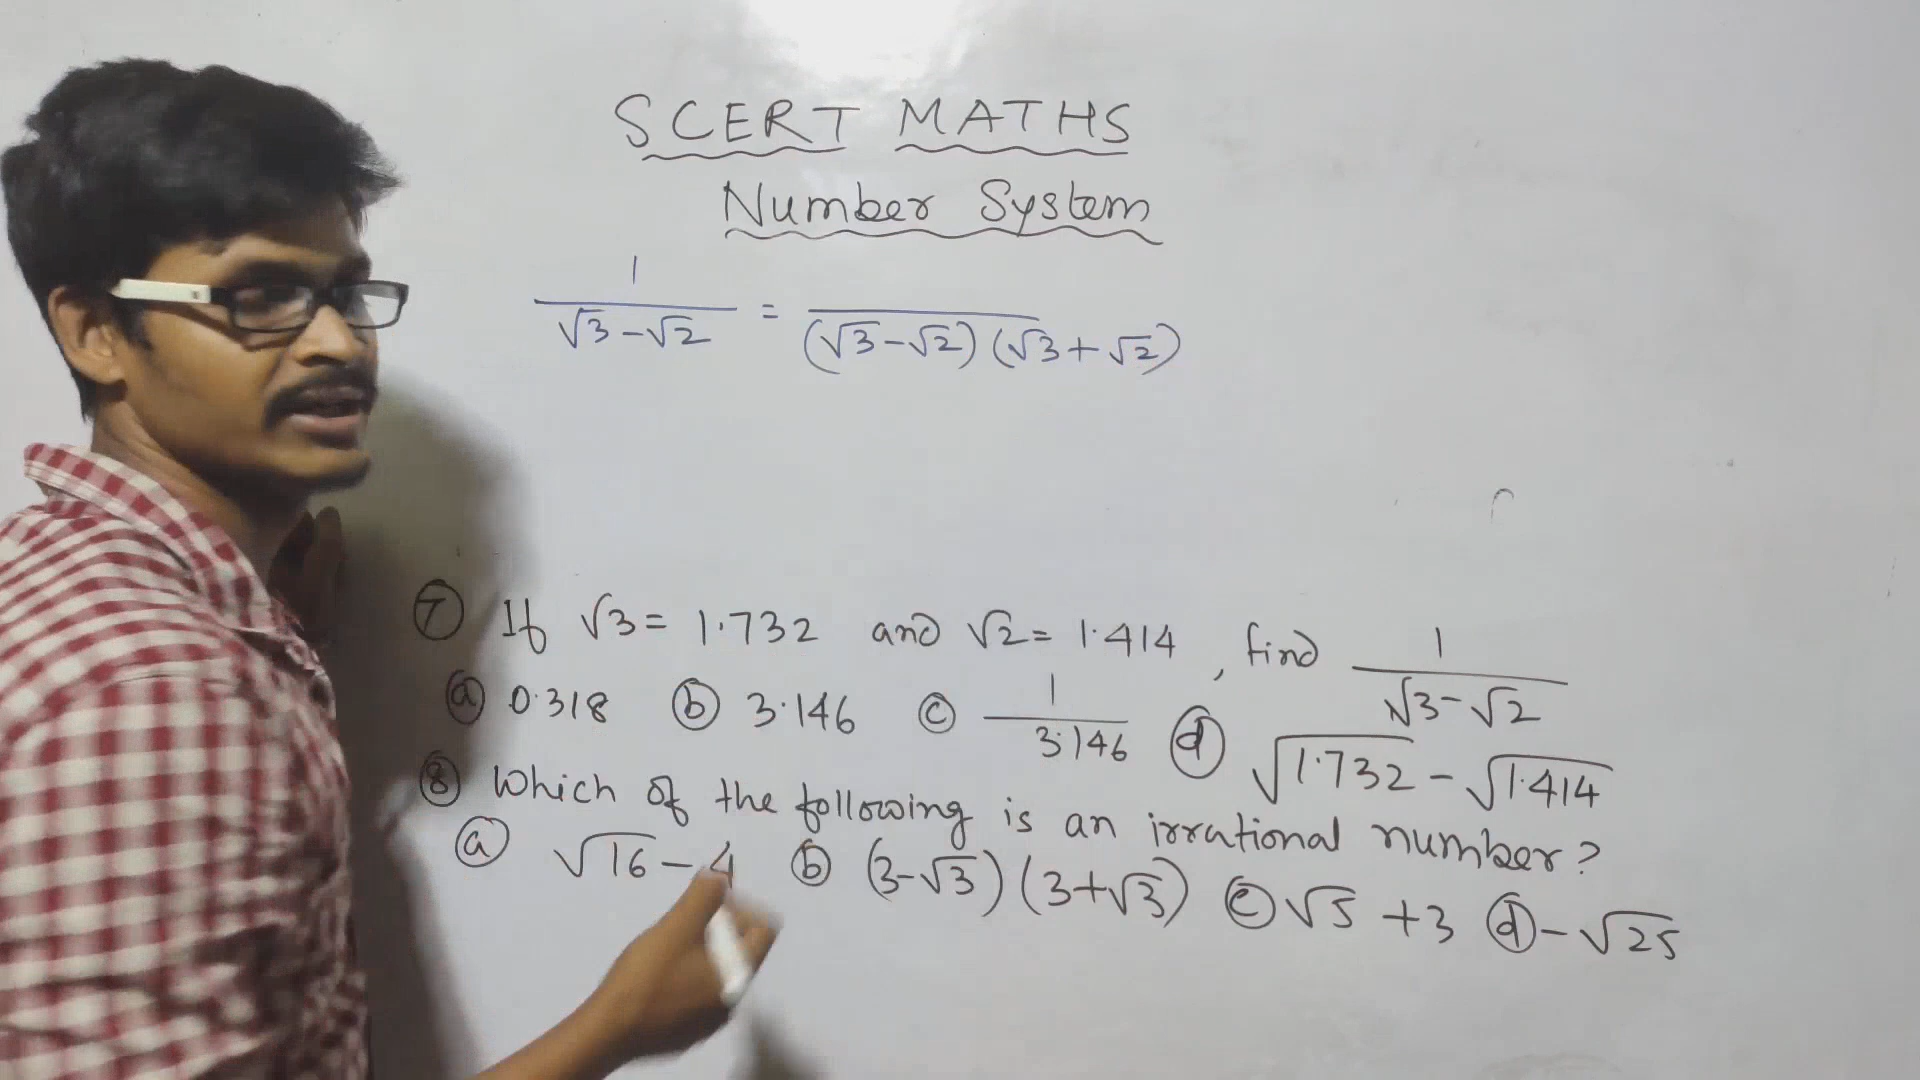 SCERT MATHS
Number System
1/(√3-√2) = /(√3-√2)(√3+√2)
⑦ If √3 = 1.732 and √2 = 1.414, find 1/(√3-√2)
ⓐ 0.318 ⓑ 3.146 ⓒ 1/3.146 ⓓ √1.732 - √1.414
⑧ Which of the following is an irrational number?
ⓐ √16 - 4 ⓑ (3-√3)(3+√3) ⓒ √5 + 3 ⓓ -√25